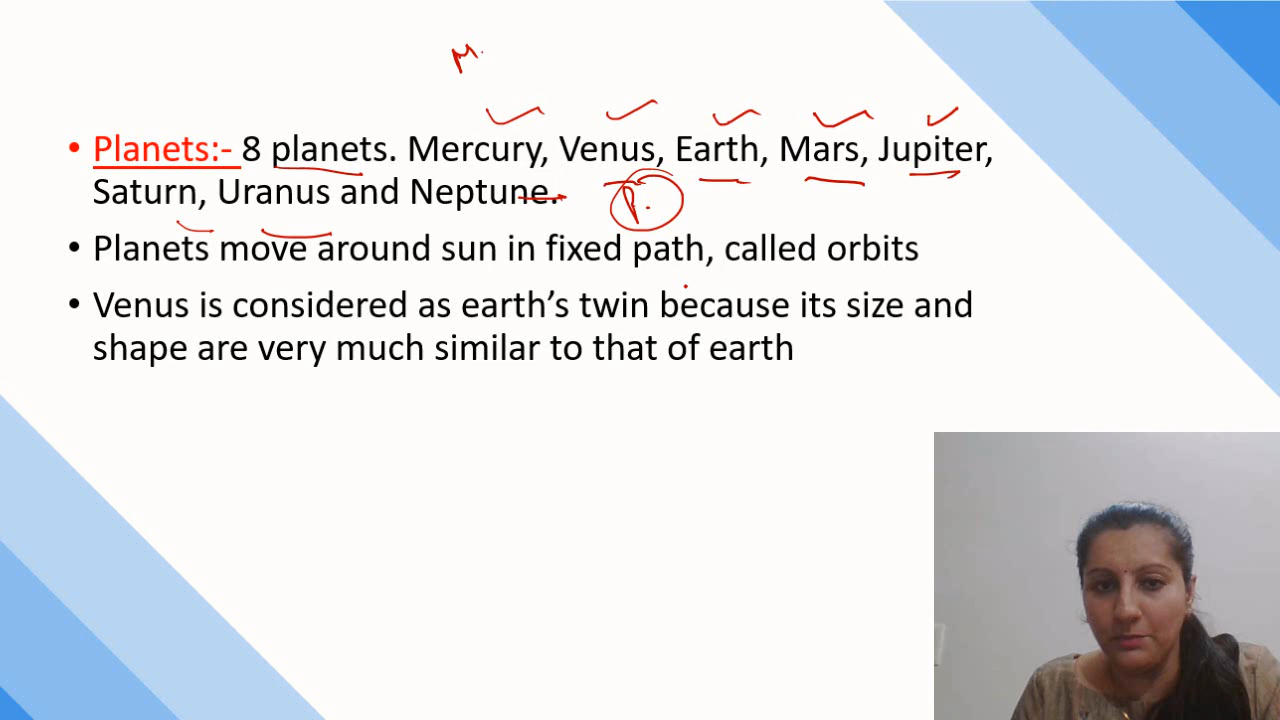 M.
Planets:- 8 planets. Mercury, Venus, Earth, Mars, Jupiter,
Saturn, Uranus and Neptune.
P.
Planets move around sun in fixed path, called orbits
Venus is considered as earth’s twin because its size and
shape are very much similar to that of earth